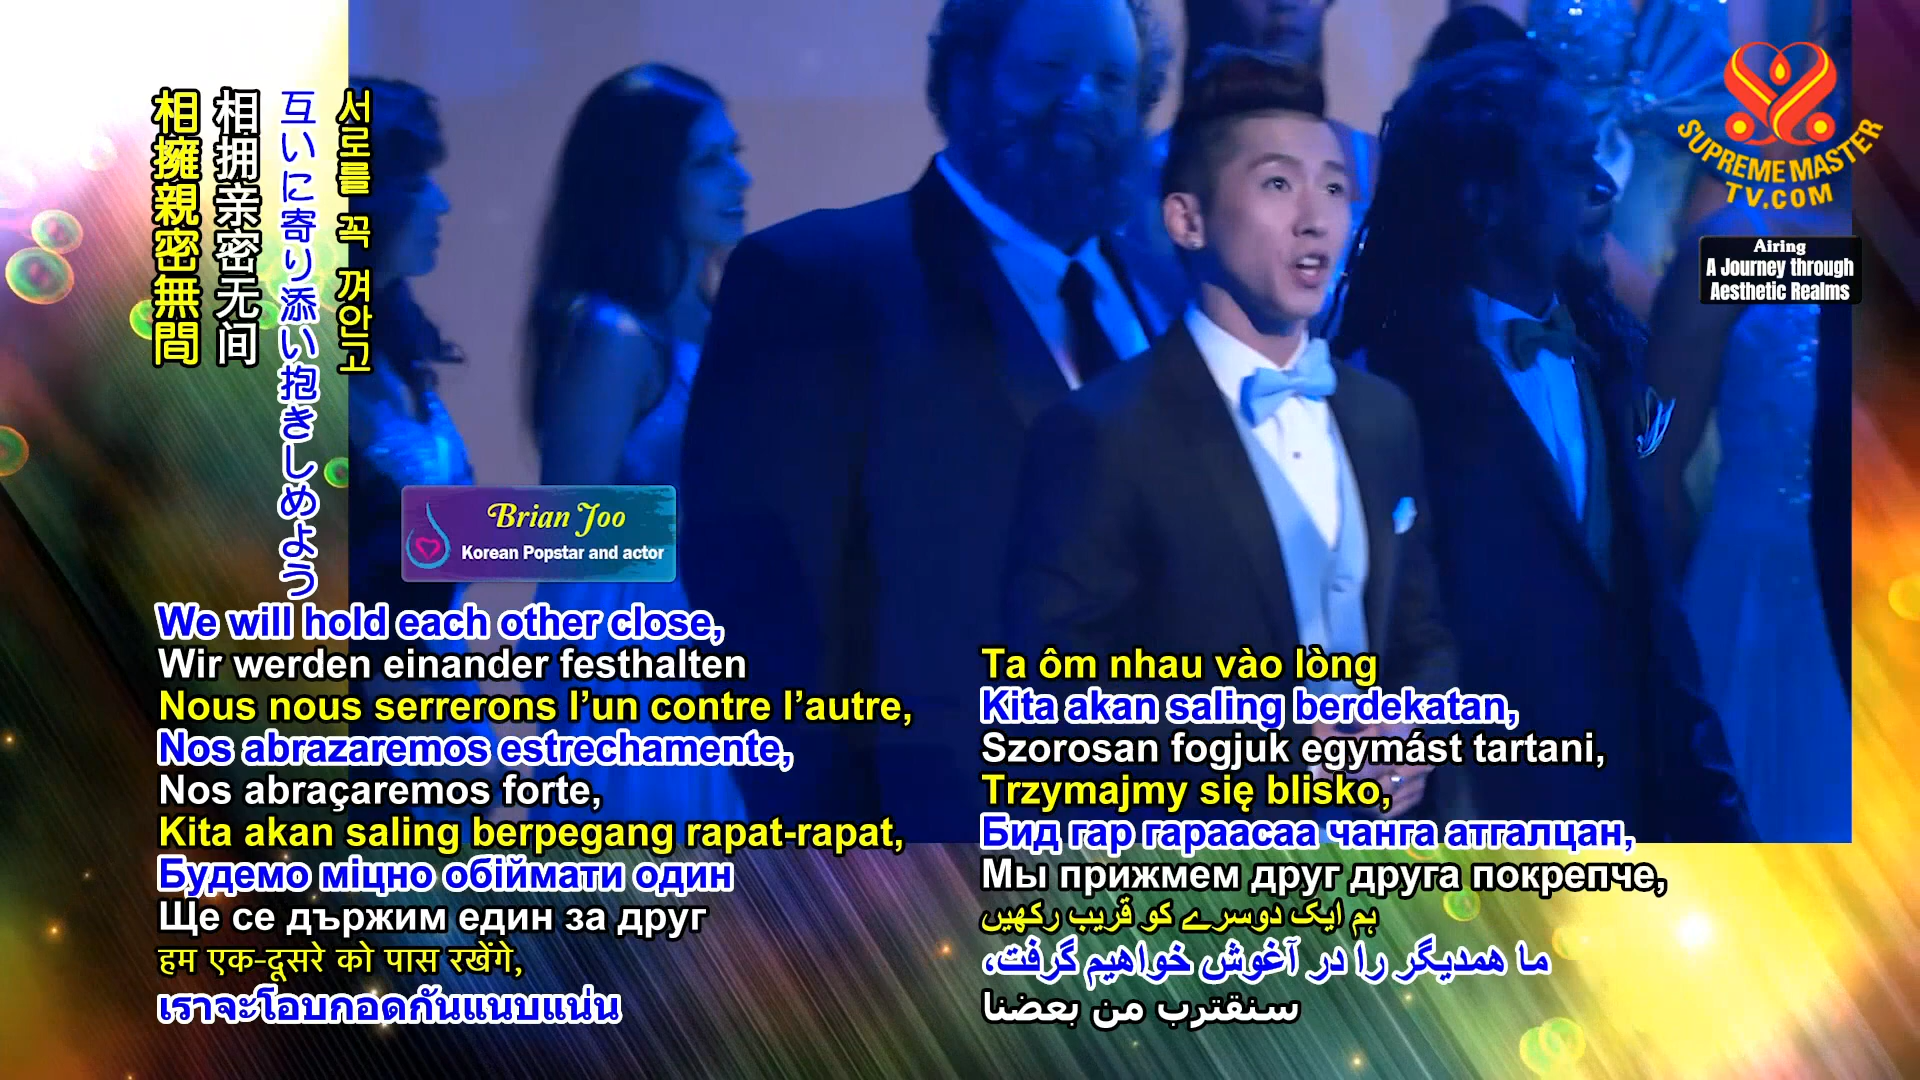 相擁親密無間
相拥亲密无间
互いに寄り添い抱きしめよう
서로를 꼭 껴안고
SUPREME MASTER
TV.COM
Airing
A Journey through
Aesthetic Realms
Brian Joo
Korean Popstar and actor
We will hold each other close,
Wir werden einander festhalten
Nous nous serrerons l’un contre l’autre,
Nos abrazaremos estrechamente,
Nos abraçaremos forte,
Kita akan saling berpegang rapat-rapat,
Будемо міцно обіймати один
Ще се държим един за друг
हम एक-दूसरे को पास रखेंगे,
เราจะโอบกอดกันแนบแน่น
Ta ôm nhau vào lòng
Kita akan saling berdekatan,
Szorosan fogjuk egymást tartani,
Trzymajmy się blisko,
Бид гар гараасаа чанга атгалцан,
Мы прижмем друг друга покрепче,
ہم ایک دوسرے کو قریب رکھیں
ما همدیگر را در آغوش خواهیم گرفت،
سنقترب من بعضنا